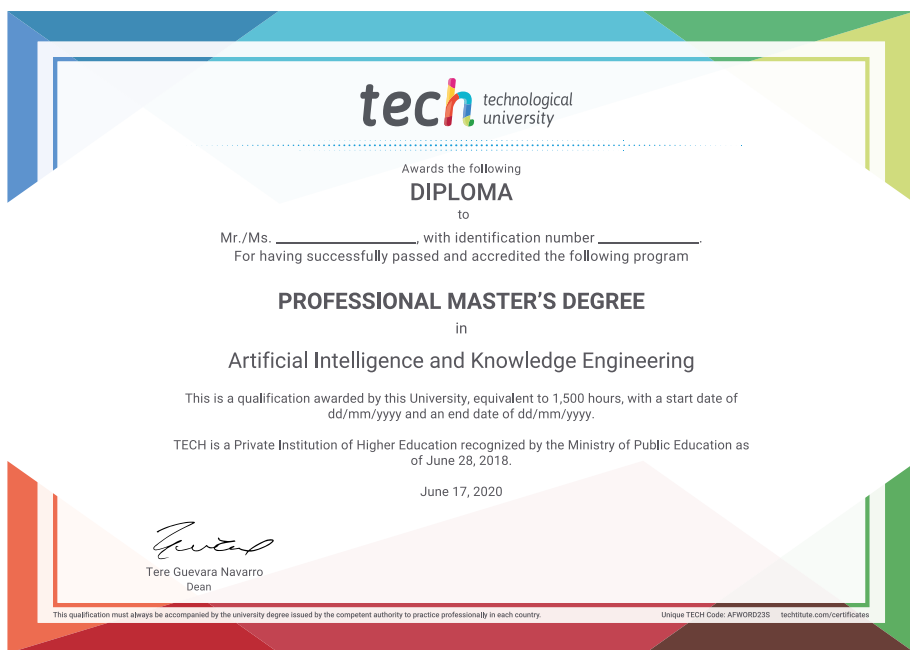 tech technological
university
Awards the following
DIPLOMA
to
Mr./Ms. ________________, with identification number ____________.
For having successfully passed and accredited the following program
PROFESSIONAL MASTER'S DEGREE
in
Artificial Intelligence and Knowledge Engineering
This is a qualification awarded by this University, equivalent to 1,500 hours, with a start date of
dd/mm/yyyy and an end date of dd/mm/yyyy.
TECH is a Private Institution of Higher Education recognized by the Ministry of Public Education as
of June 28, 2018.
June 17, 2020
Tere Guevara Navarro
Dean
This qualification must always be accompanied by the university degree issued by the competent authority to practice professionally in each country. Unique TECH Code: AFWORD23S techtitute.com/certificates